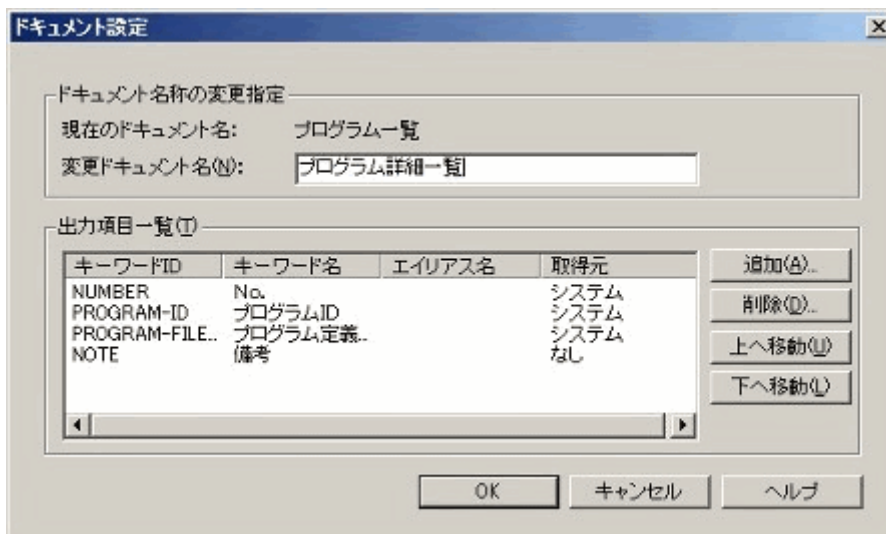 ドキュメント設定
ドキュメント名称の変更指定
現在のドキュメント名: プログラム一覧
変更ドキュメント名(N): プログラム詳細一覧
出力項目一覧(T)
キーワードID キーワード名 エイリアス名 取得元
NUMBER No. システム
PROGRAM-ID プログラムID システム
PROGRAM-FILE.. プログラム定義.. システム
NOTE 備考 なし
追加(A)...
削除(D)...
上へ移動(U)
下へ移動(L)
OK キャンセル ヘルプ